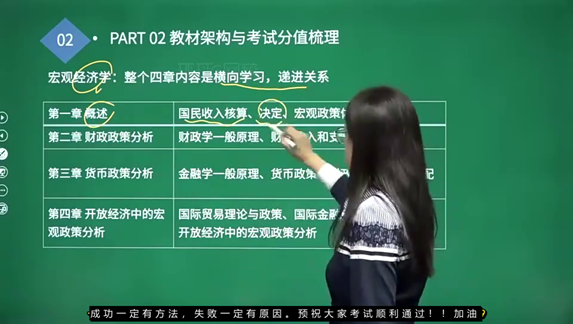 02 • PART 02 教材架构与考试分值梳理
宏观经济学：整个四章内容是横向学习，递进关系
第一章 概述 国民收入核算、决定、宏观政策
第二章 财政政策分析 财政学一般原理、财 入和支
第三章 货币政策分析 金融学一般原理、货币政策 配
第四章 开放经济中的宏观政策分析 国际贸易理论与政策、国际金融
开放经济中的宏观政策分析
成功一定有方法，失败一定有原因。预祝大家考试顺利通过！！加油